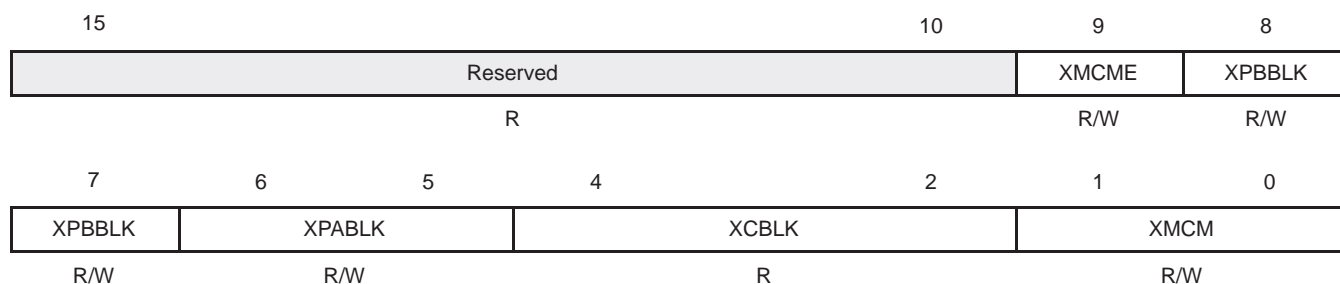 15 10 9 8
Reserved XMCME XPBBLK
R R/W R/W
7 6 5 4 2 1 0
XPBBLK XPABLK XCBLK XMCM
R/W R/W R R/W